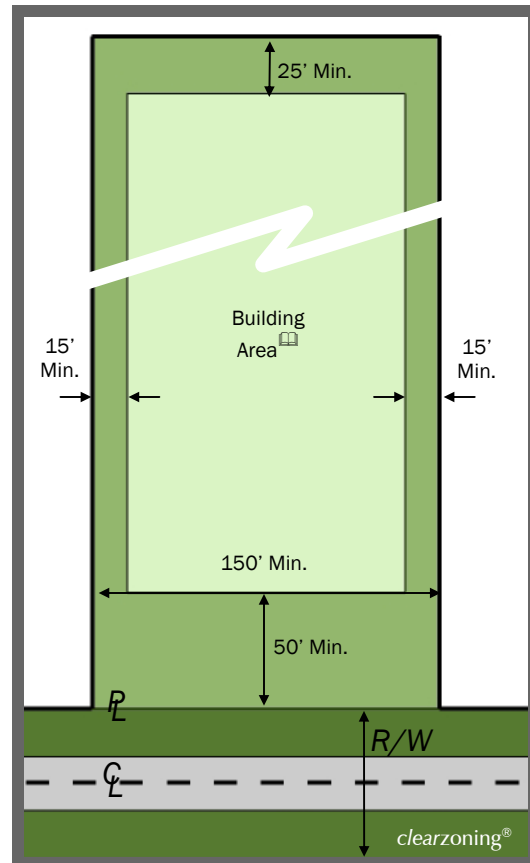 25’ Min.
Building
Area
15’
Min.
15’
Min.
150’ Min.
50’ Min.
PL
R/W
CL
clearzoning®